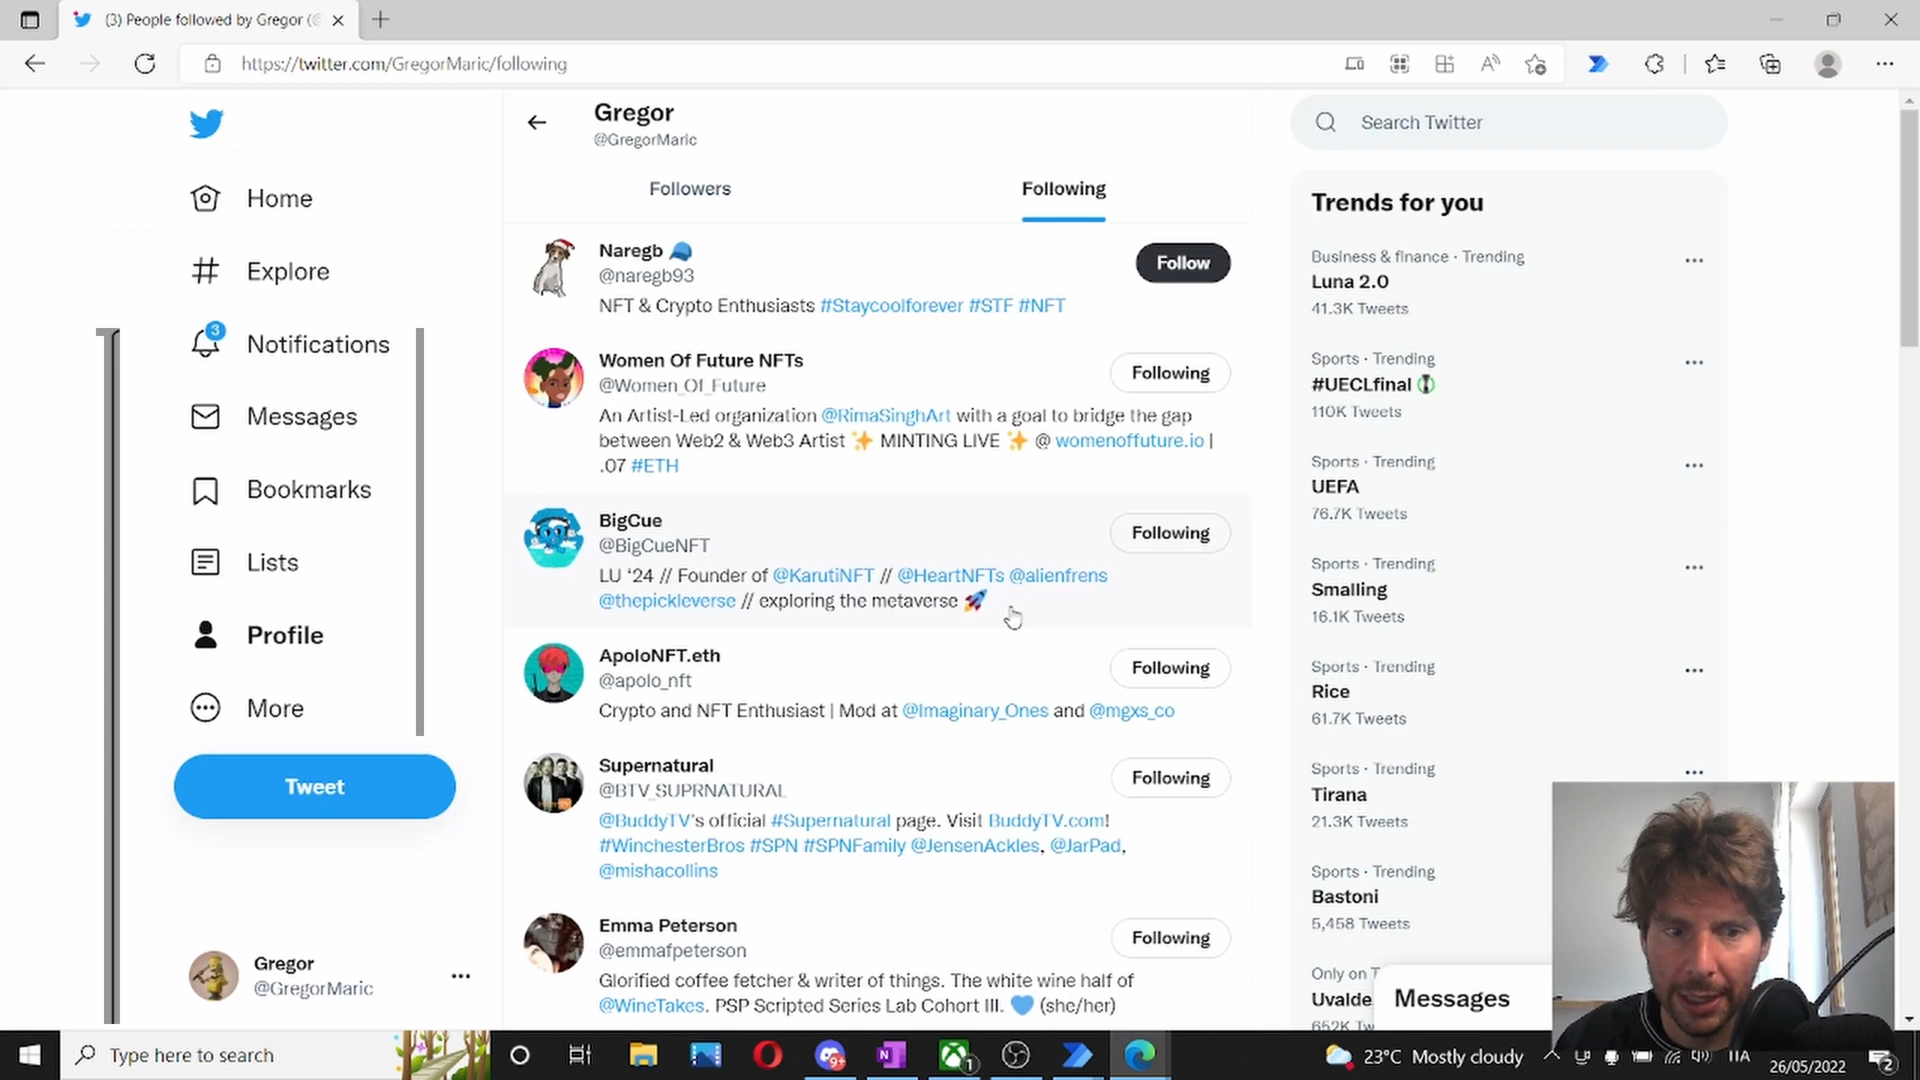 (3) People followed by Gregor (@
https://twitter.com/GregorMaric/following
Home
Explore
3
Notifications
Messages
Bookmarks
Lists
Profile
More
Tweet
Gregor
@GregorMaric
Gregor
@GregorMaric
Followers
Following
Naregb
@naregb93
Follow
NFT & Crypto Enthusiasts #Staycoolforever #STF #NFT
Women Of Future NFTs
@Women_Of_Future
Following
An Artist-Led organization @RimaSinghArt with a goal to bridge the gap
between Web2 & Web3 Artist ✨ MINTING LIVE ✨ @ womenoffuture.io |
.07 #ETH
BigCue
@BigCueNFT
Following
LU ‘24 // Founder of @KarutiNFT // @HeartNFTs @alienfrens
@thepickleverse // exploring the metaverse 🚀
ApoloNFT.eth
@apolo_nft
Following
Crypto and NFT Enthusiast | Mod at @Imaginary_Ones and @mgxs_co
Supernatural
@BTV_SUPRNATURAL
Following
@BuddyTV's official #Supernatural page. Visit BuddyTV.com!
#WinchesterBros #SPN #SPNFamily @JensenAckles, @JarPad,
@mishacollins
Emma Peterson
@emmafpeterson
Following
Glorified coffee fetcher & writer of things. The white wine half of
@WineTakes. PSP Scripted Series Lab Cohort III. 💙 (she/her)
Search Twitter
Trends for you
Business & finance · Trending
Luna 2.0
41.3K Tweets
Sports · Trending
#UECLfinal
110K Tweets
Sports · Trending
UEFA
76.7K Tweets
Sports · Trending
Smalling
16.1K Tweets
Sports · Trending
Rice
61.7K Tweets
Sports · Trending
Tirana
21.3K Tweets
Sports · Trending
Bastoni
5,458 Tweets
Only on T
Uvalde
652K Tw
Messages
Type here to search
9+
1
23°C Mostly cloudy
ITA
26/05/2022
2